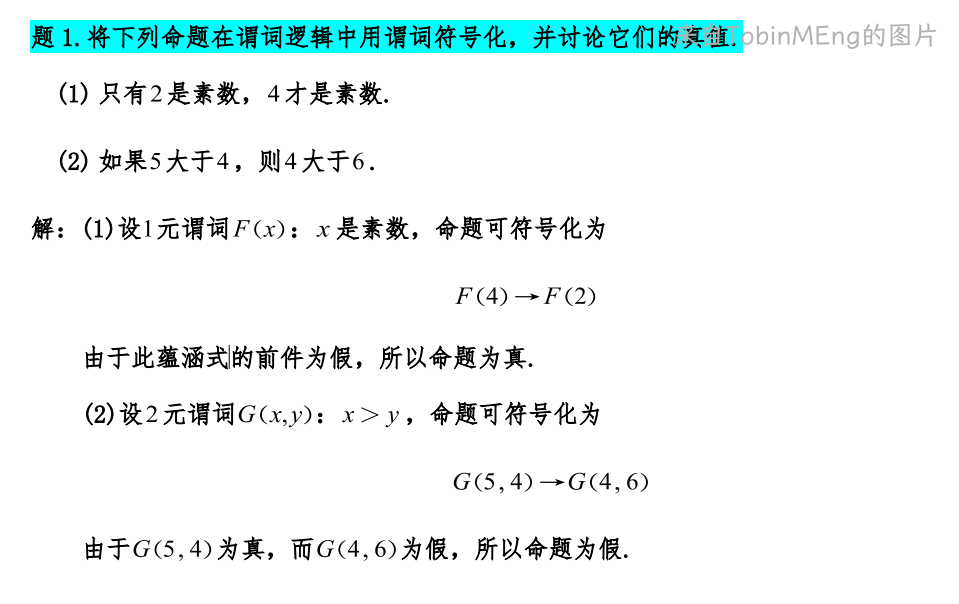 题 1.将下列命题在谓词逻辑中用谓词符号化，并讨论它们的真值.
来自TobinMEng的图片
(1) 只有2是素数，4才是素数.
(2) 如果5大于4，则4大于6.
解：(1)设1元谓词F(x)：x是素数，命题可符号化为
F(4)→F(2)
由于此蕴涵式的前件为假，所以命题为真.
(2)设2元谓词G(x,y)：x＞y，命题可符号化为
G(5,4)→G(4,6)
由于G(5,4)为真，而G(4,6)为假，所以命题为假.